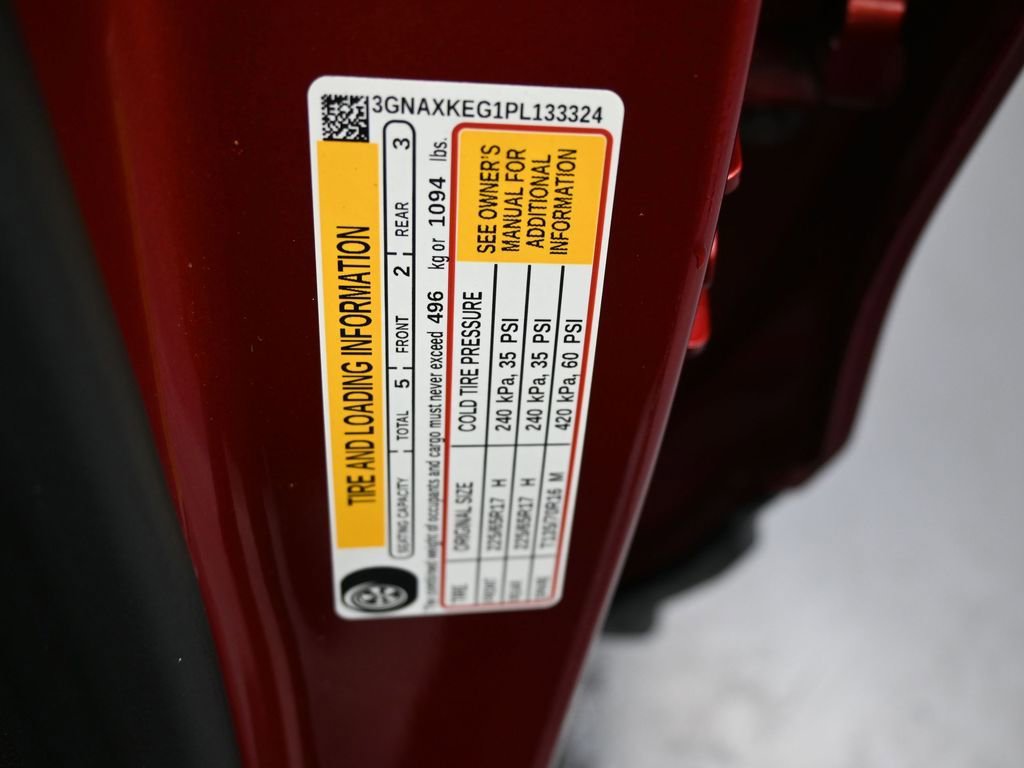 3GNAXKEG1PL133324
TIRE AND LOADING INFORMATION
SEATING CAPACITY TOTAL 5 FRONT 2 REAR 3
The combined weight of occupants and cargo must never exceed 496 kg or 1094 lbs.
TIRE ORIGINAL SIZE COLD TIRE PRESSURE
FRONT 225/65R17 H 240 kPa, 35 PSI
REAR 225/65R17 H 240 kPa, 35 PSI
SPARE T135/70R16 M 420 kPa, 60 PSI
SEE OWNER'S
MANUAL FOR
ADDITIONAL
INFORMATION